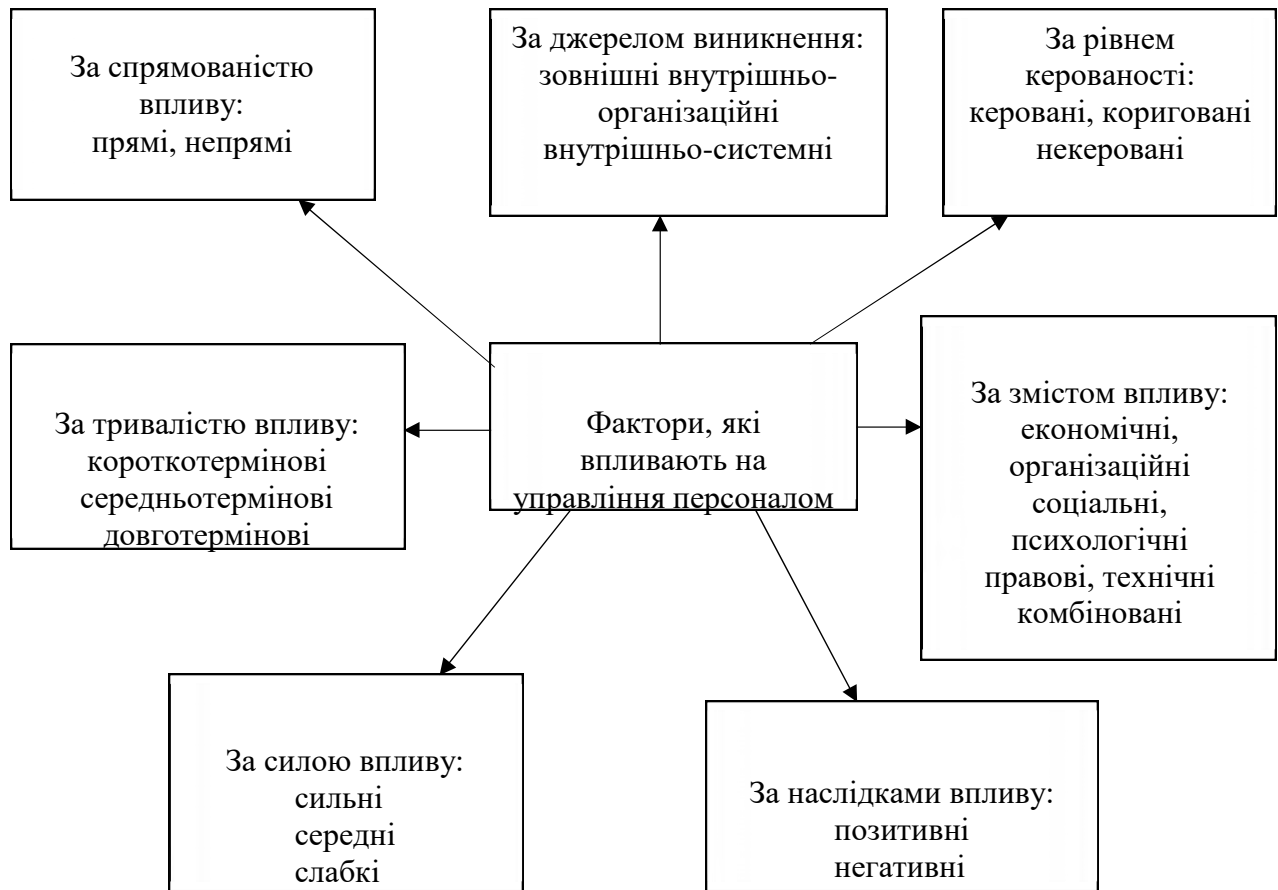 За спрямованістю
впливу:
прямі, непрямі
За джерелом виникнення:
зовнішні внутрішньо-
організаційні
внутрішньо-системні
За рівнем
керованості:
керовані, кориговані
некеровані
За тривалістю впливу:
короткотермінові
середньотермінові
довготермінові
Фактори, які
впливають на
управління персоналом
За змістом впливу:
економічні,
організаційні
соціальні,
психологічні
правові, технічні
комбіновані
За силою впливу:
сильні
середні
слабкі
За наслідками впливу:
позитивні
негативні